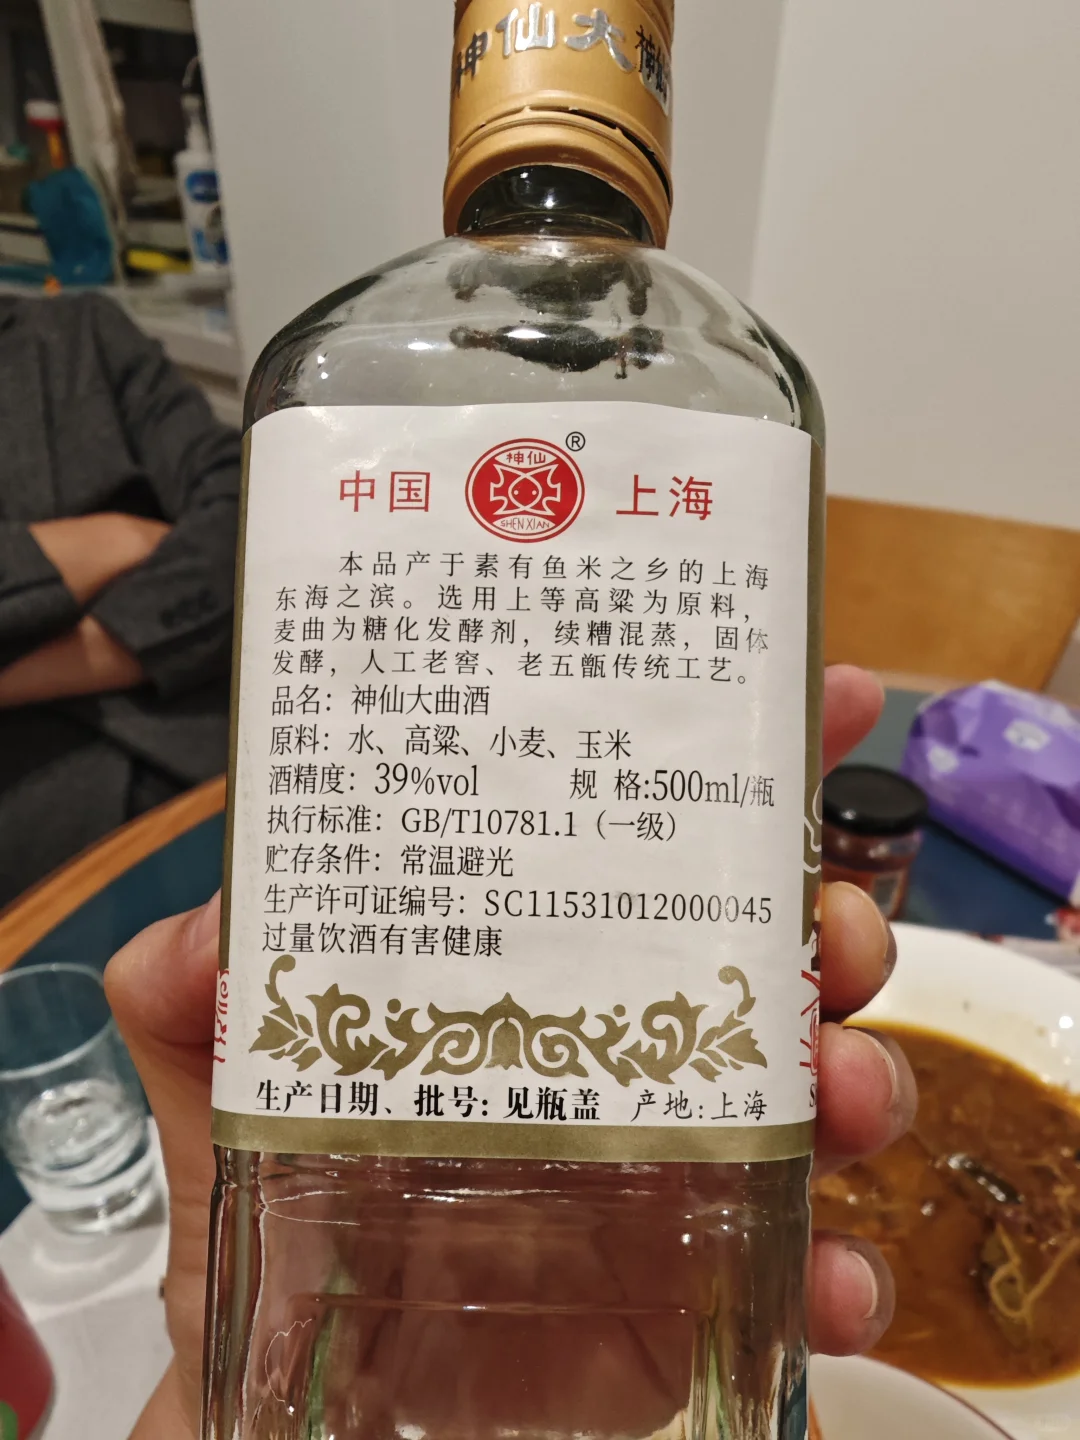 神仙大
神仙
®
神仙
SHEN XIAN
中国 上海
本品产于素有鱼米之乡的上海
东海之滨。选用上等高粱为原料，
麦曲为糖化发酵剂，续糟混蒸，固体
发酵，人工老窖、老五甑传统工艺。
品名：神仙大曲酒
原料：水、高粱、小麦、玉米
酒精度：39%vol 规 格:500ml/瓶
执行标准：GB/T10781.1（一级）
贮存条件：常温避光
生产许可证编号：SC11531012000045
过量饮酒有害健康
生产日期、批号：见瓶盖 产地：上海